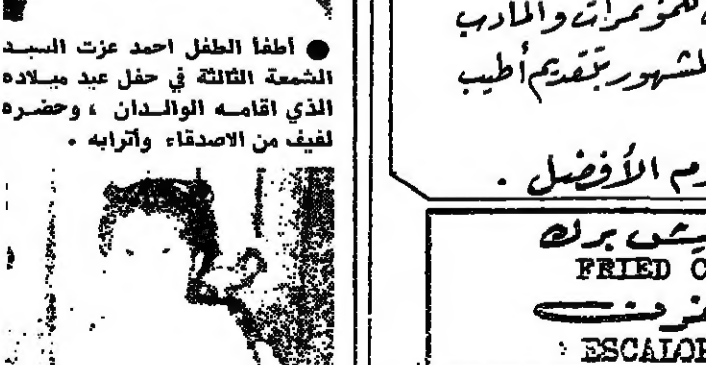 ● أطفأ الطفل احمد عزت السيد
الشمعة الثالثة في حفل عيد ميلاده
الذي اقامه الوالدان ، وحضره
لفيف من الاصدقاء وأترابه .
للمؤتمرات والمادب
المشهور بتقديم أطيب
الأفضل .
FRIED C
ESCALOP